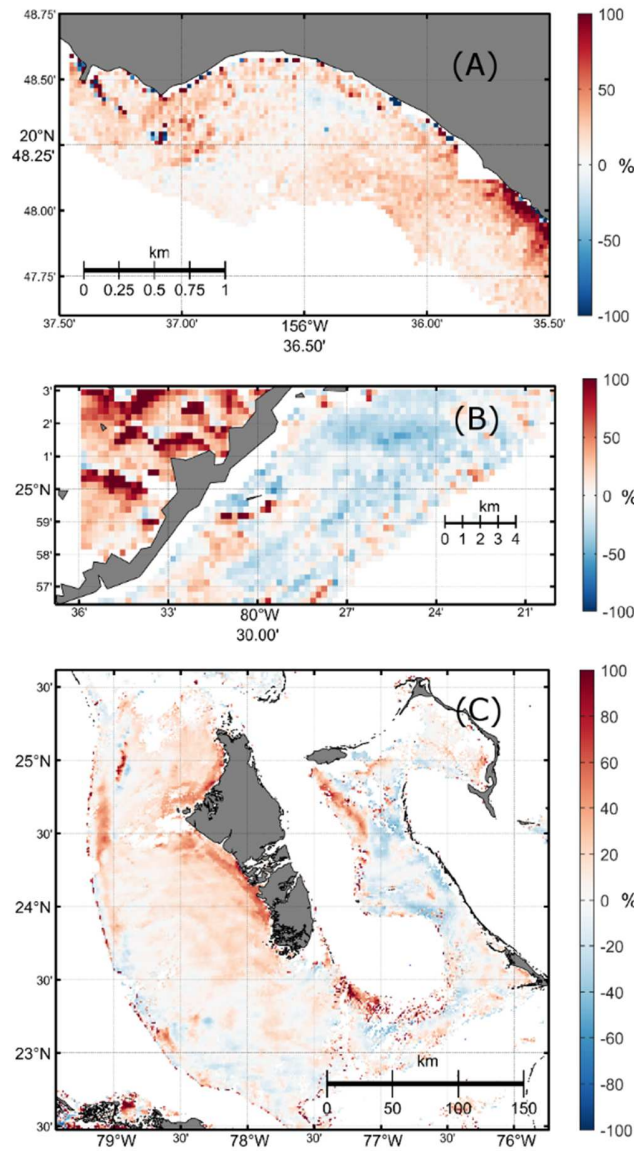 48.75'
48.50'
20°N
48.25'
48.00'
47.75'
37.50'
37.00'
156°W
36.50'
36.00'
35.50'
(A)
km
0 0.25 0.5 0.75 1
100
50
0 %
-50
-100
3'
2'
1'
25°N
59'
58'
57'
36'
33'
80°W
30.00'
27'
24'
21'
(B)
km
0 1 2 3 4
100
50
0 %
-50
-100
30'
25°N
30'
24°N
30'
23°N
30'
79°W
30'
78°W
30'
77°W
30'
76°W
(C)
km
0 50 100 150
100
80
60
40
20
0 %
-20
-40
-60
-80
-100